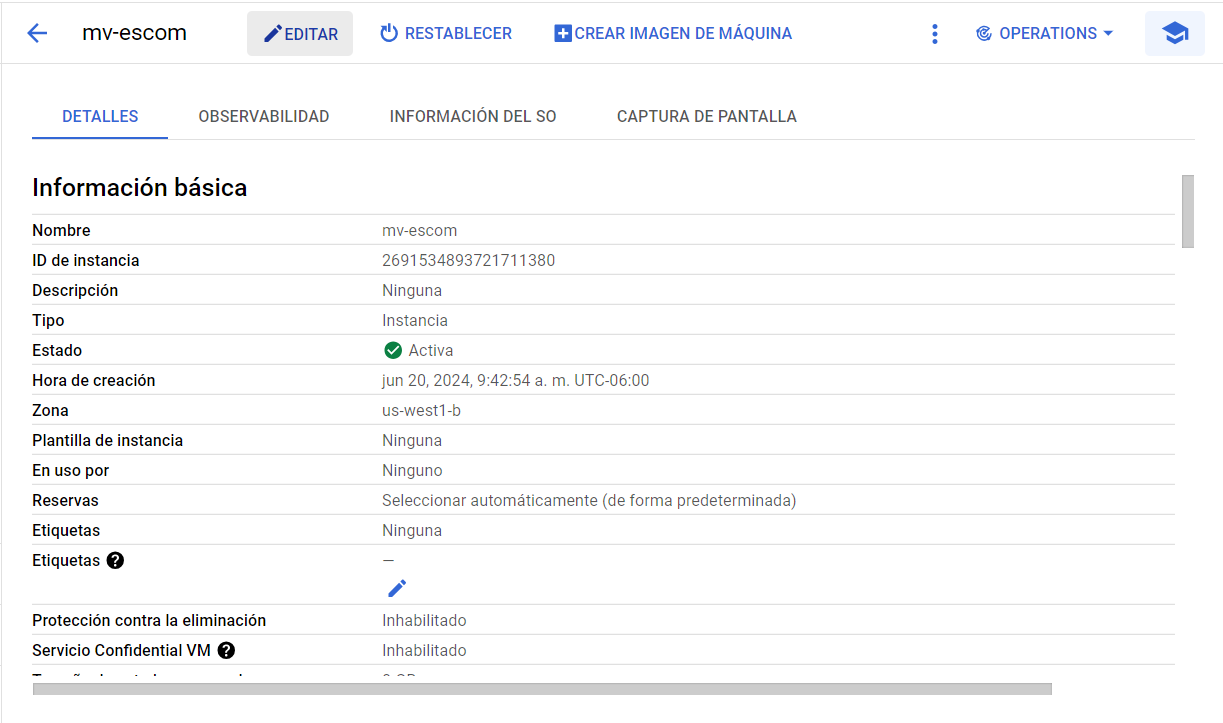 mv-escom EDITAR RESTABLECER CREAR IMAGEN DE MÁQUINA OPERATIONS
DETALLES OBSERVABILIDAD INFORMACIÓN DEL SO CAPTURA DE PANTALLA
Información básica
Nombre mv-escom
ID de instancia 2691534893721711380
Descripción Ninguna
Tipo Instancia
Estado Activa
Hora de creación jun 20, 2024, 9:42:54 a. m. UTC-06:00
Zona us-west1-b
Plantilla de instancia Ninguna
En uso por Ninguno
Reservas Seleccionar automáticamente (de forma predeterminada)
Etiquetas Ninguna
Etiquetas ? —
Protección contra la eliminación Inhabilitado
Servicio Confidential VM ? Inhabilitado